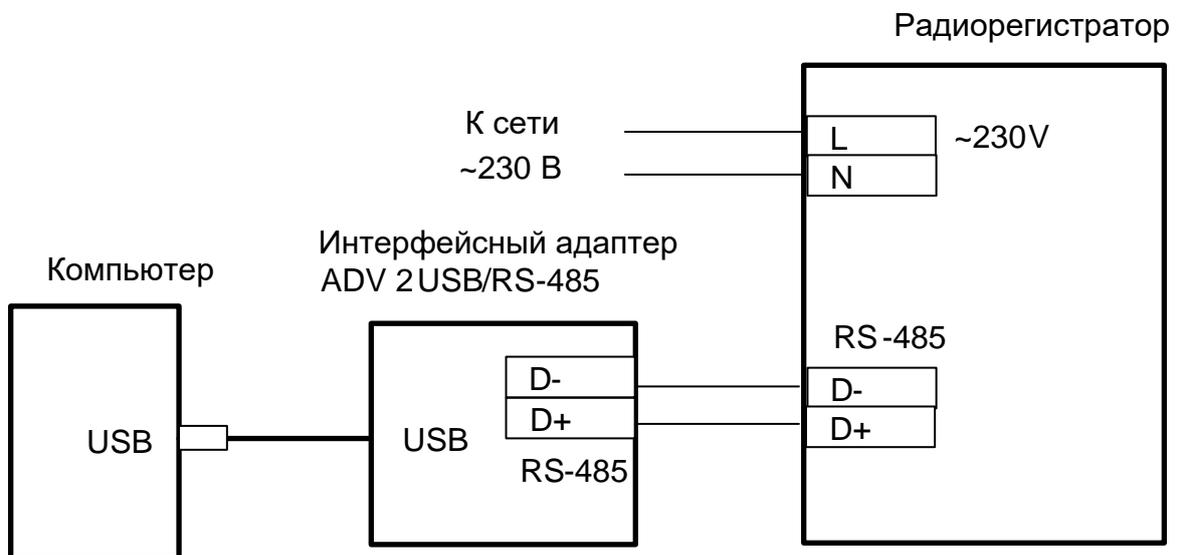 Радиорегистратор
К сети
~230 В
L
~230V
N
Интерфейсный адаптер
ADV 2USB/RS-485
Компьютер
RS-485
D-
D+
D-
D+
USB
USB
RS-485